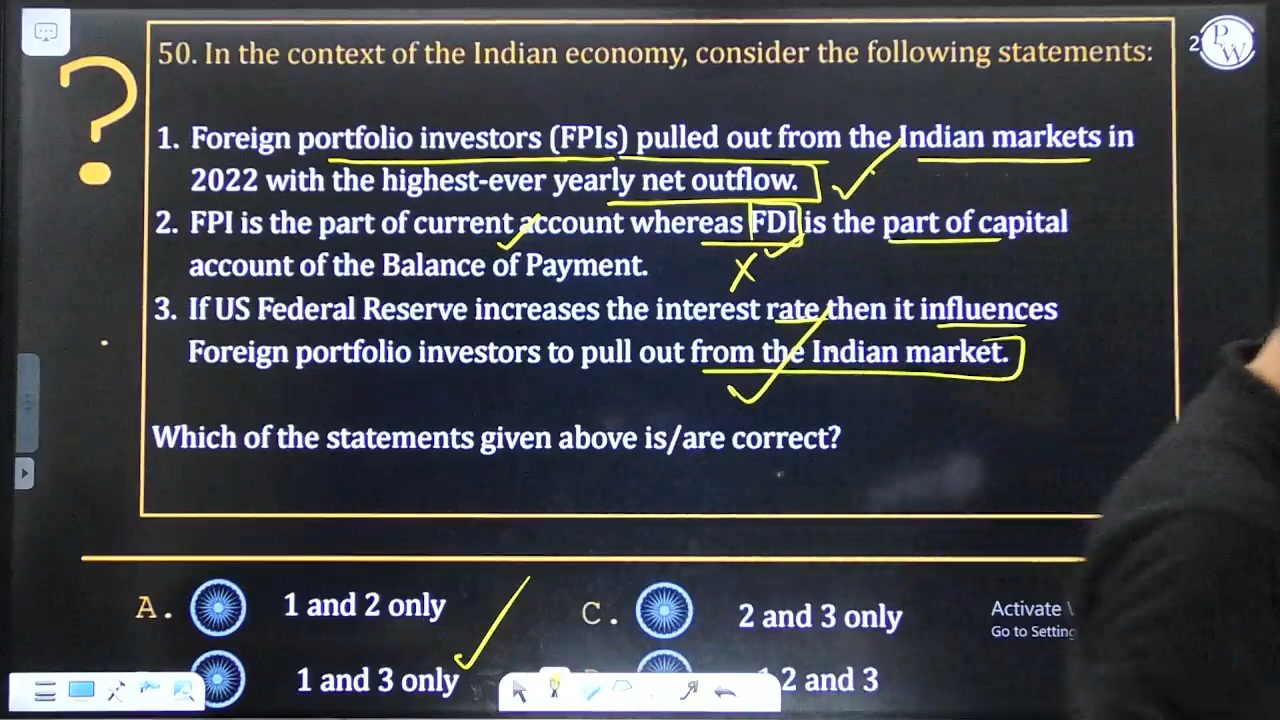 50. In the context of the Indian economy, consider the following statements:
PW
2
1. Foreign portfolio investors (FPIs) pulled out from the Indian markets in
2022 with the highest-ever yearly net outflow.
2. FPI is the part of current account whereas FDI is the part of capital
account of the Balance of Payment.
3. If US Federal Reserve increases the interest rate then it influences
Foreign portfolio investors to pull out from the Indian market.
Which of the statements given above is/are correct?
A. 1 and 2 only
C. 2 and 3 only
Activate
Go to Setting
1 and 3 only
2 and 3